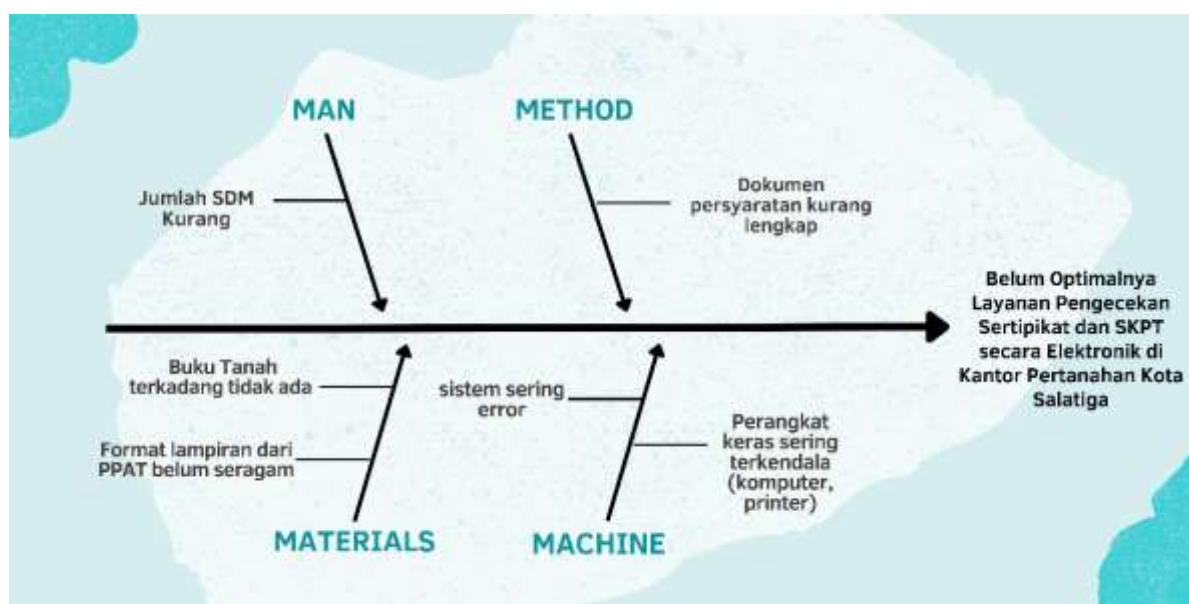 MAN
METHOD
Jumlah SDM
Kurang
Dokumen
persyaratan kurang
lengkap
Belum Optimalnya
Layanan Pengecekan
Sertipikat dan SKPT
secara Elektronik di
Kantor Pertanahan Kota
Salatiga
Buku Tanah
terkadang tidak ada
Format lampiran dari
PPAT belum seragam
sistem sering
error
Perangkat
keras sering
terkendala
(komputer,
printer)
MATERIALS
MACHINE